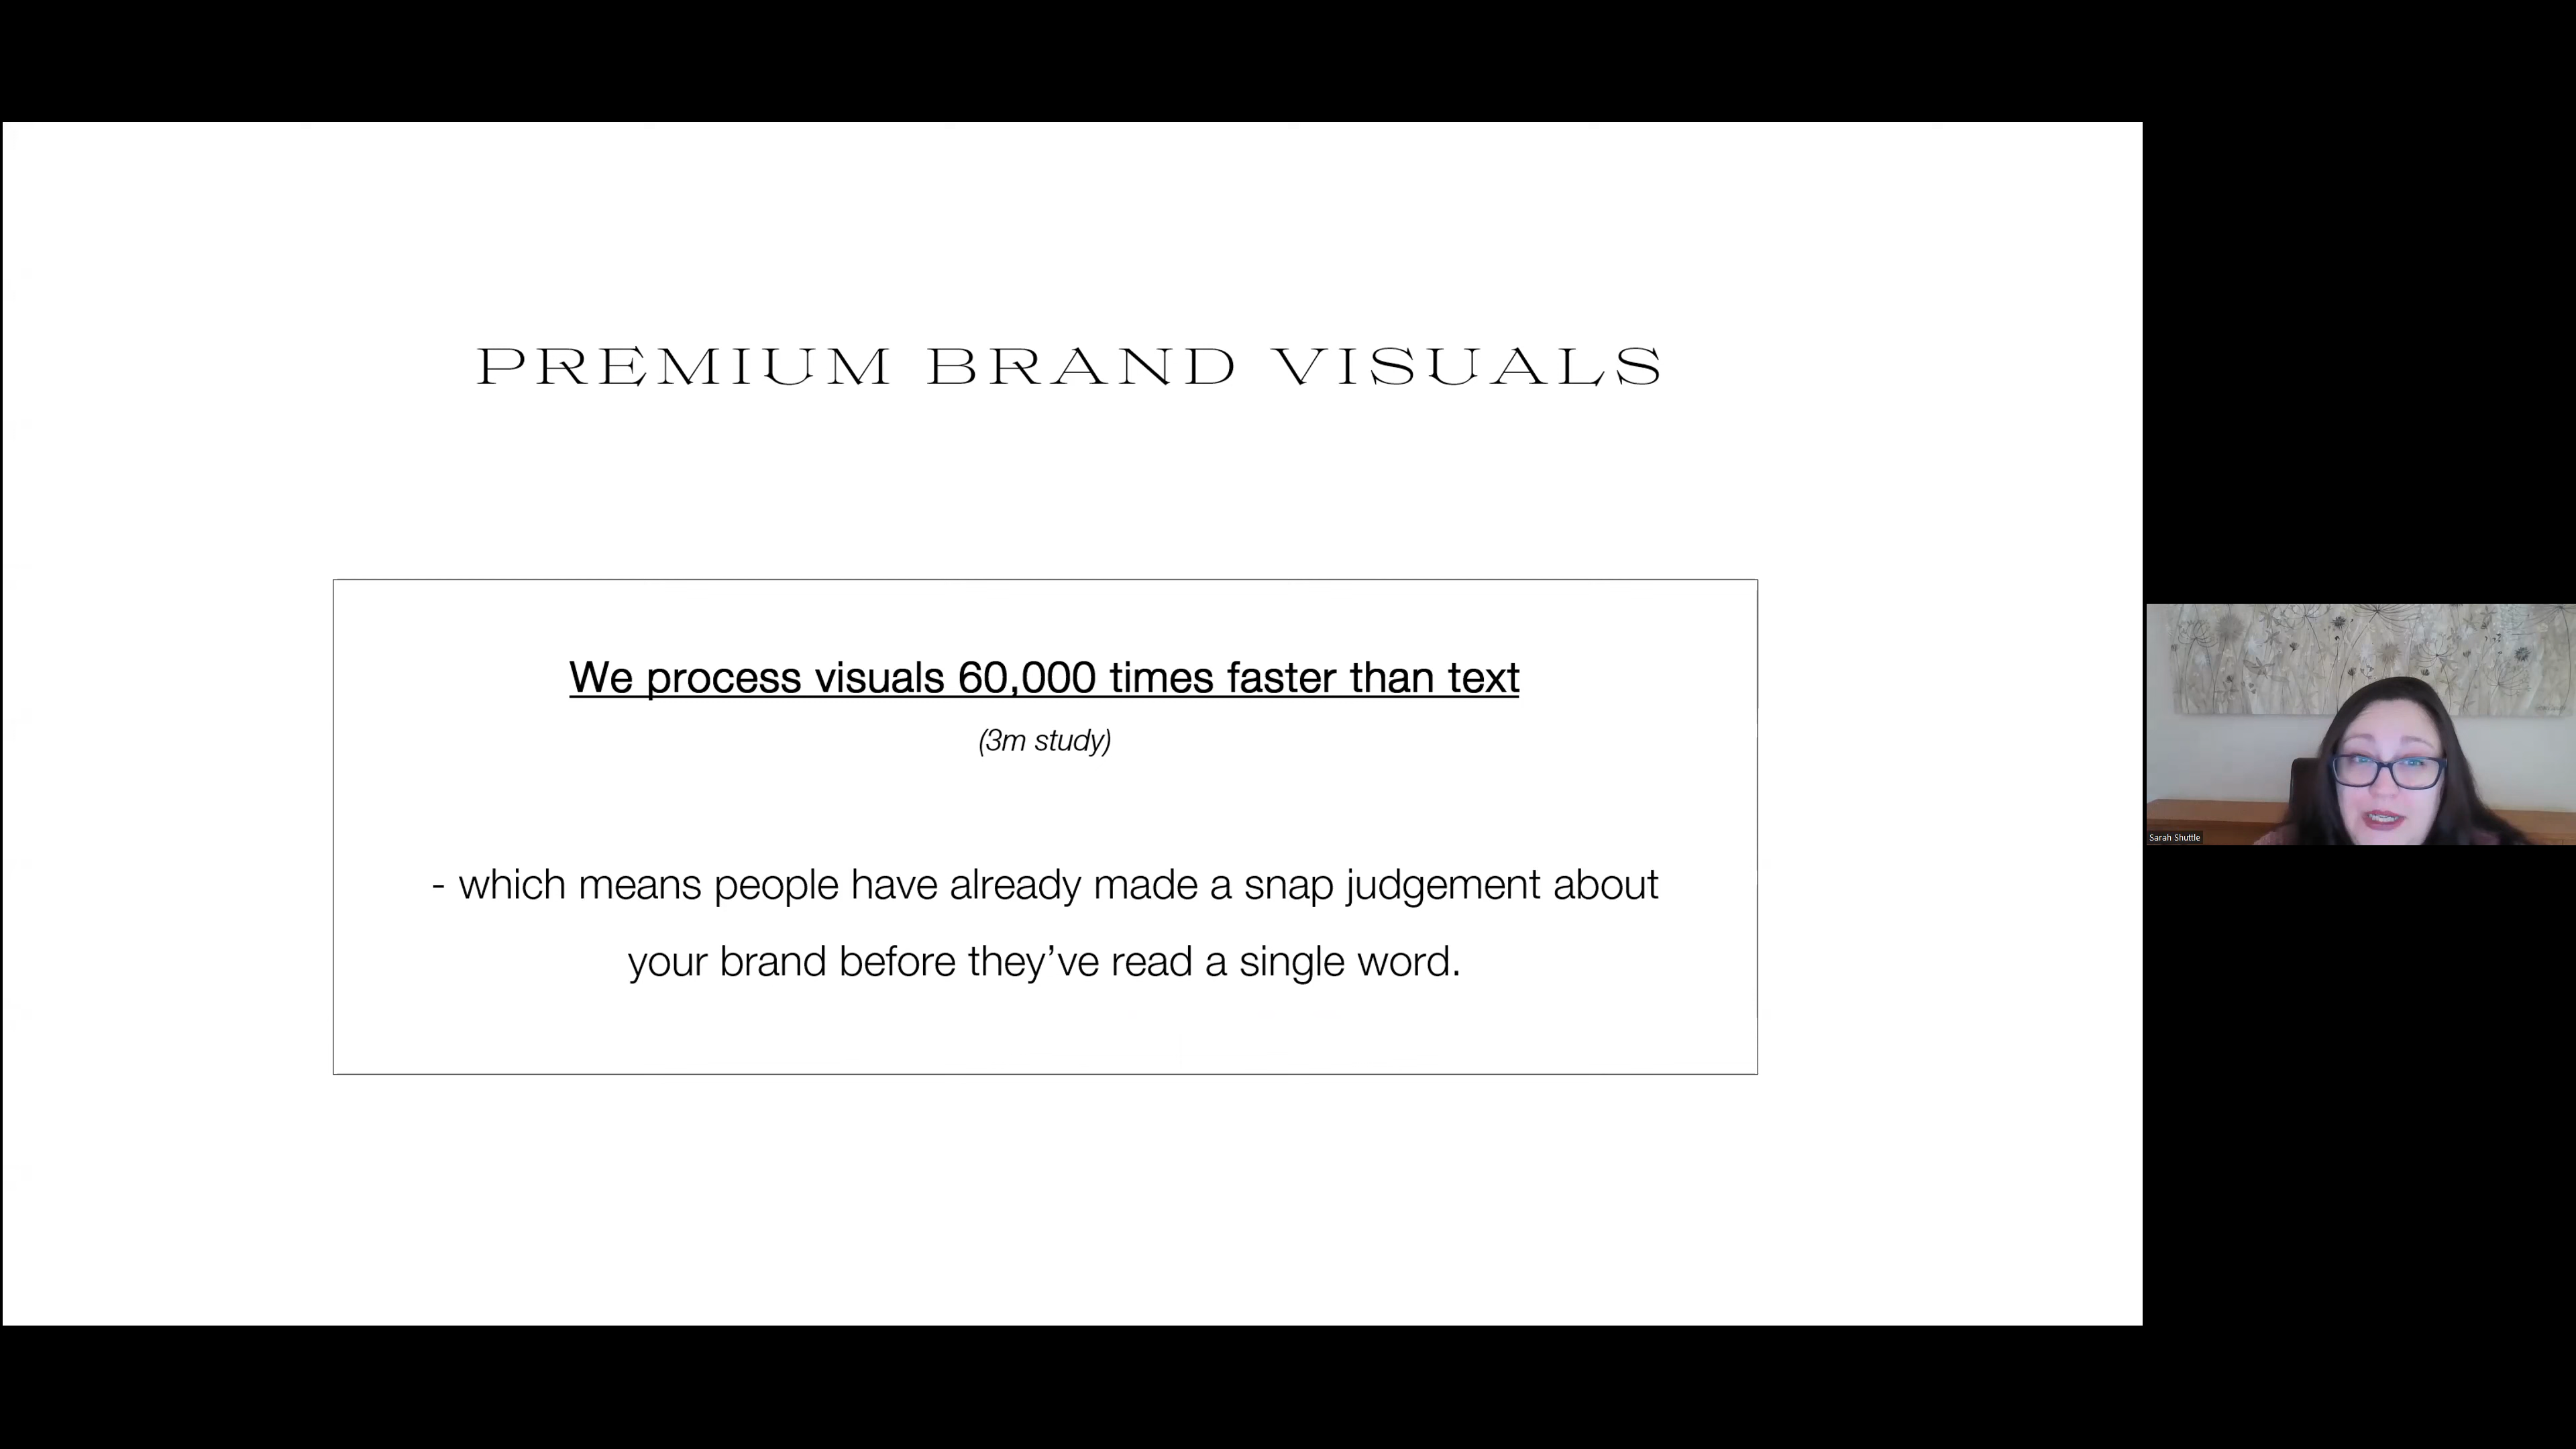 PREMIUM BRAND VISUALS
We process visuals 60,000 times faster than text
(3m study)
- which means people have already made a snap judgement about
your brand before they’ve read a single word.
Sarah Shuttle